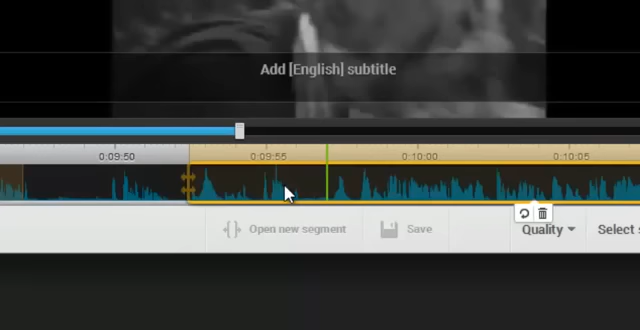 Add [English] subtitle
0:09:50 0:09:55 0:10:00 0:10:05
Open new segment Save Quality Select